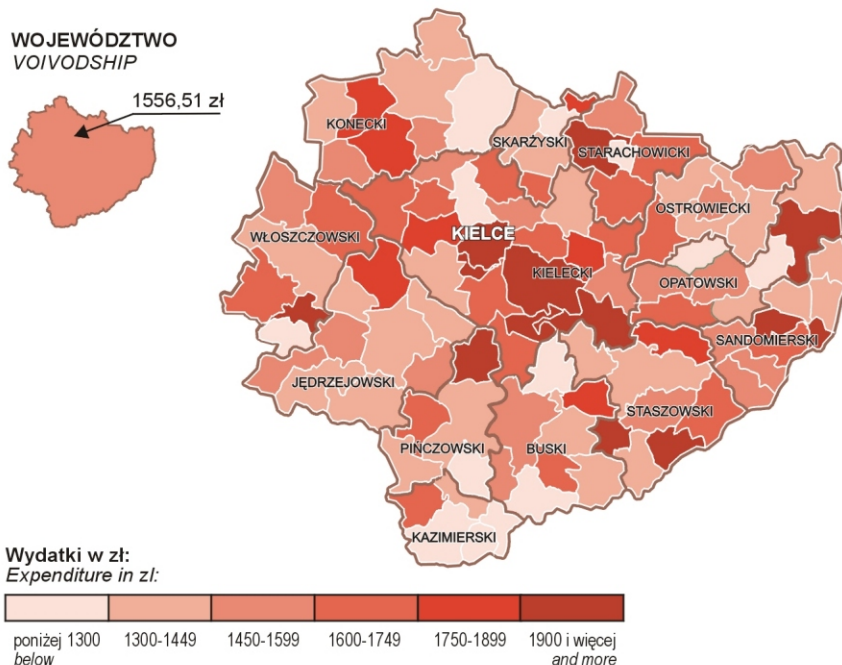 WOJEWÓDZTWO
VOIVODSHIP
1556,51 zł
KONECKI
SKARŻYSKI
STARACHOWICKI
OSTROWIECKI
WŁOSZCZOWSKI
KIELCE
KIELECKI
OPATOWSKI
SANDOMIERSKI
JĘDRZEJOWSKI
STASZOWSKI
PIŃCZOWSKI
BUSKI
KAZIMIERSKI
Wydatki w zł:
Expenditure in zl:
poniżej 1300 1300-1449 1450-1599 1600-1749 1750-1899 1900 i więcej
below and more